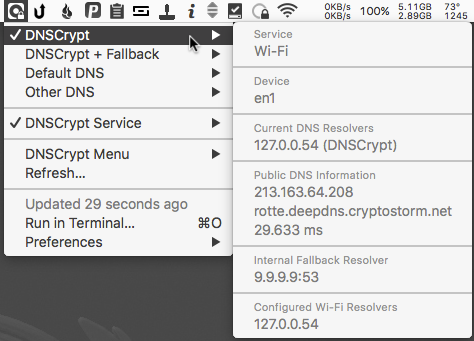 0KB/s
0KB/s
100%
5.11GB
2.89GB
73°
1245
✓ DNSCrypt
DNSCrypt + Fallback
Default DNS
Other DNS
✓ DNSCrypt Service
DNSCrypt Menu
Refresh...
Updated 29 seconds ago
Run in Terminal... ⌘O
Preferences
Service
Wi-Fi
Device
en1
Current DNS Resolvers
127.0.0.54 (DNSCrypt)
Public DNS Information
213.163.64.208
rotte.deepdns.cryptostorm.net
29.633 ms
Internal Fallback Resolver
9.9.9.9:53
Configured Wi-Fi Resolvers
127.0.0.54